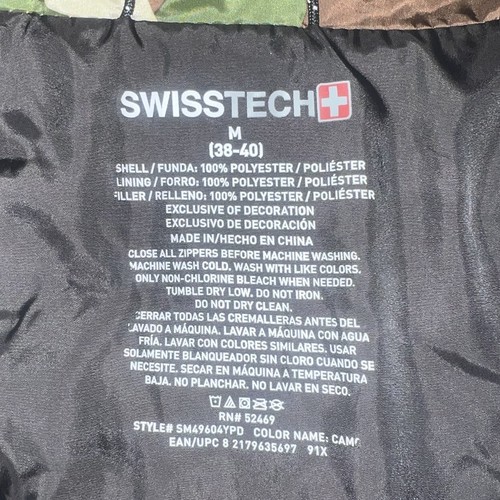 SWISSTECH
M
(38-40)
SHELL / FUNDA: 100% POLYESTER / POLIÉSTER
LINING / FORRO: 100% POLYESTER / POLIÉSTER
FILLER / RELLENO: 100% POLYESTER / POLIÉSTER
EXCLUSIVE OF DECORATION
EXCLUSIVO DE DECORACIÓN
MADE IN/HECHO EN CHINA
CLOSE ALL ZIPPERS BEFORE MACHINE WASHING.
MACHINE WASH COLD. WASH WITH LIKE COLORS.
ONLY NON-CHLORINE BLEACH WHEN NEEDED.
TUMBLE DRY LOW. DO NOT IRON.
DO NOT DRY CLEAN.
CERRAR TODAS LAS CREMALLERAS ANTES DEL
LAVADO A MÁQUINA. LAVAR A MÁQUINA CON AGUA
FRÍA. LAVAR CON COLORES SIMILARES. USAR
SOLAMENTE BLANQUEADOR SIN CLORO CUANDO SE
NECESITE. SECAR EN MÁQUINA A TEMPERATURA
BAJA. NO PLANCHAR. NO LAVAR EN SECO.
RN# 52469
STYLE# SM49604YPD COLOR NAME: CAMO
EAN/UPC 8 2179635697 91X